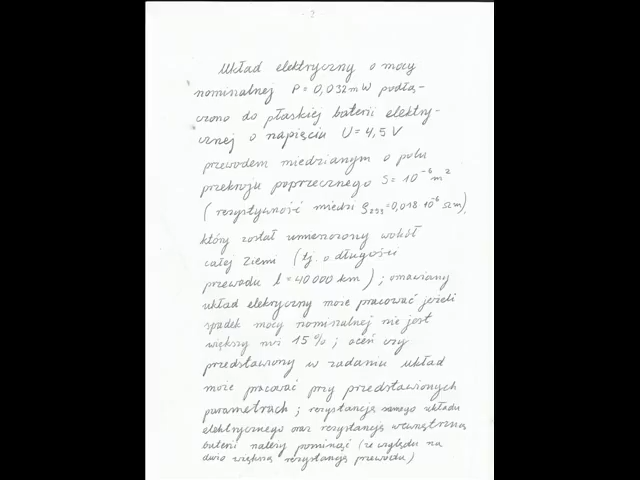 - 2
Układ elektryczny o mocy
nominalnej P = 0,032 mW podłą-
czono do płaskiej baterii elektry-
cznej o napięciu U = 4,5 V
przewodem miedzianym o polu
przekroju poprzecznego S = 10⁻⁶ m²
(rezystywność miedzi ρ₂₉₃ = 0,018 10⁻⁶ Ωm),
który został umieszczony wokół
całej Ziemi (tj. o długości
przewodu l = 40 000 km); omawiany
układ elektryczny może pracować jeżeli
spadek mocy nominalnej nie jest
większy niż 15 %; oceń czy
przedstawiony w zadaniu układ
może pracować przy przedstawionych
parametrach; rezystancję samego układu
elektrycznego oraz rezystancję wewnętrzną
baterii należy pominąć (ze względu na
dużo większą rezystancję przewodu)